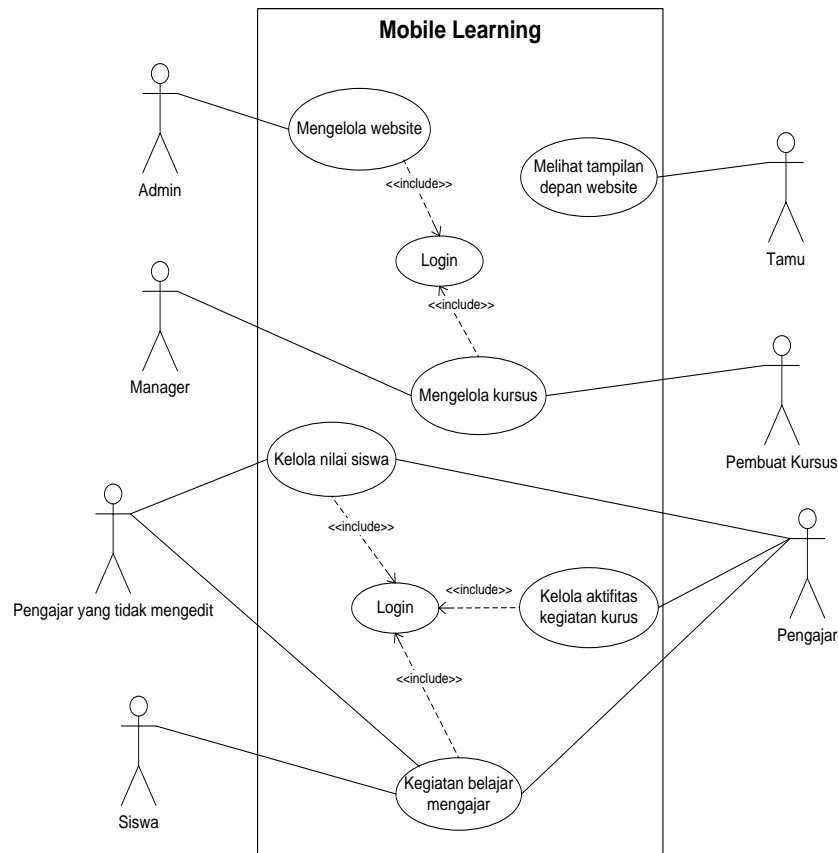 Mobile Learning
Mengelola website
Admin
<<include>>
Melihat tampilan
depan website
Tamu
Login
<<include>>
Manager
Mengelola kursus
Pembuat Kursus
Kelola nilai siswa
<<include>>
Pengajar yang tidak mengedit
Login
<<include>>
Kelola aktifitas
kegiatan kurus
Pengajar
<<include>>
Kegiatan belajar
mengajar
Siswa